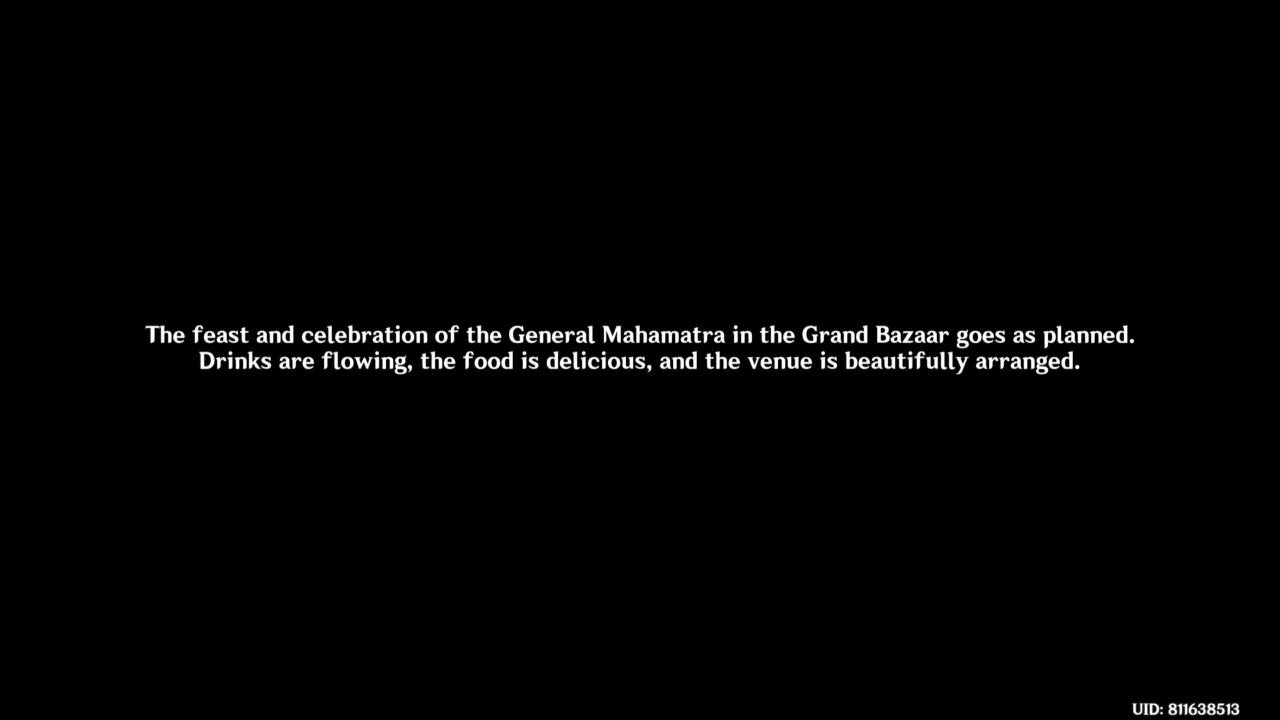 The feast and celebration of the General Mahamatra in the Grand Bazaar goes as planned.
Drinks are flowing, the food is delicious, and the venue is beautifully arranged.
UID: 811638513